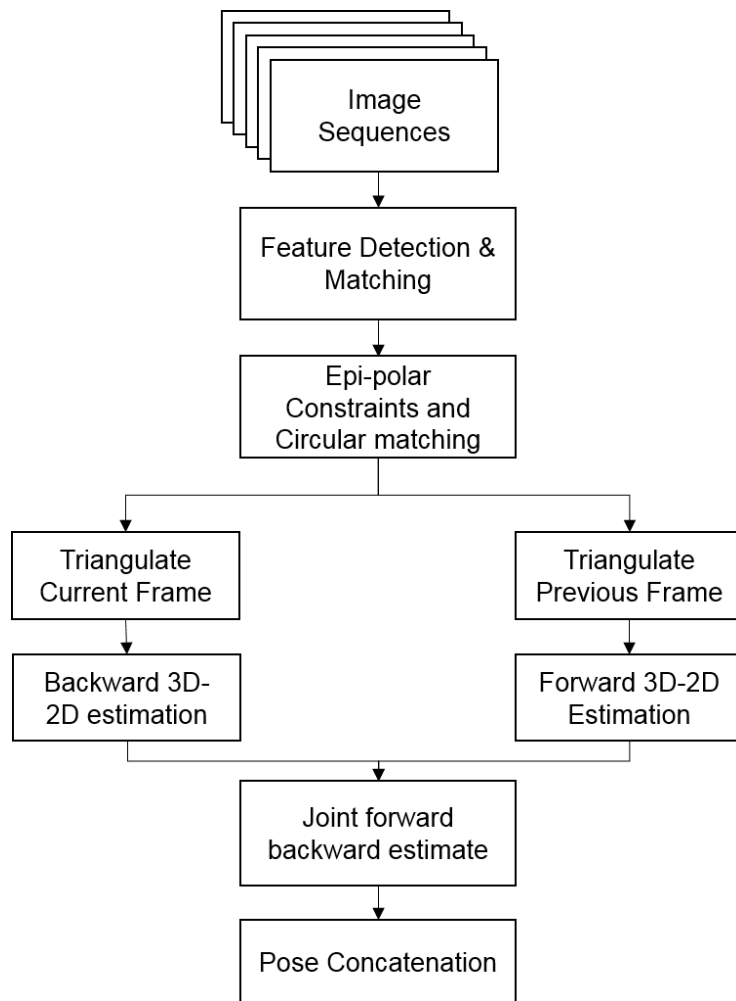 Image
Sequences
Feature Detection &
Matching
Epi-polar
Constraints and
Circular matching
Triangulate
Current Frame
Triangulate
Previous Frame
Backward 3D-
2D estimation
Forward 3D-2D
Estimation
Joint forward
backward estimate
Pose Concatenation